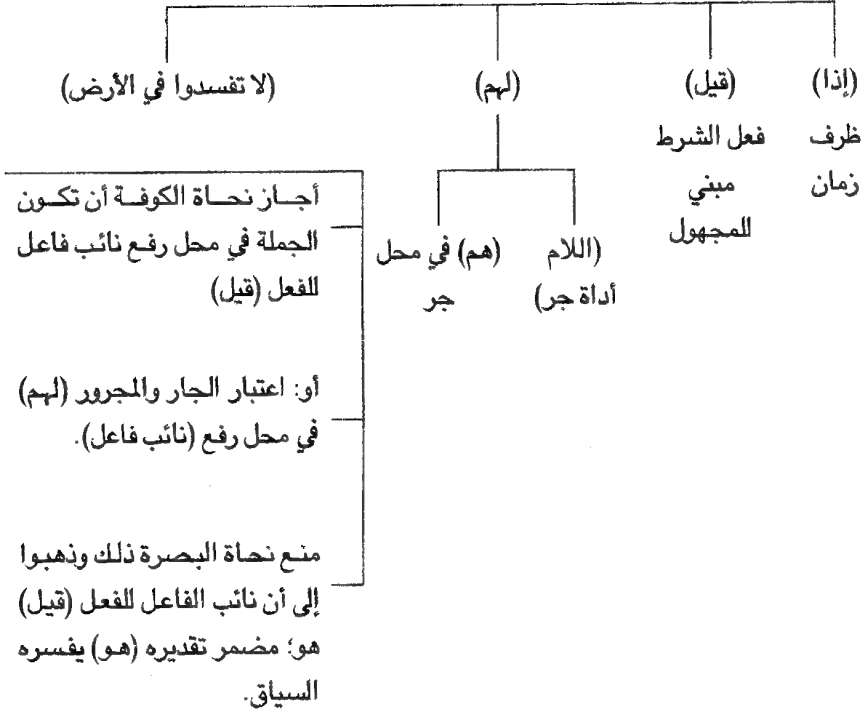 (إذا) (قيل) (لهم) (لا تفسدوا في الأرض)
ظرف
زمان
فعل الشرط
مبني
للمجهول
(اللام
أداة جر)
(هم) في محل
جر
أجاز نحاة الكوفة أن تكون
الجملة في محل رفع نائب فاعل
للفعل (قيل)
أو: اعتبار الجار والمجرور (لهم)
في محل رفع (نائب فاعل).
منع نحاة البصرة ذلك وذهبوا
إلى أن نائب الفاعل للفعل (قيل)
هو؛ مضمر تقديره (هو) يفسره
السياق.